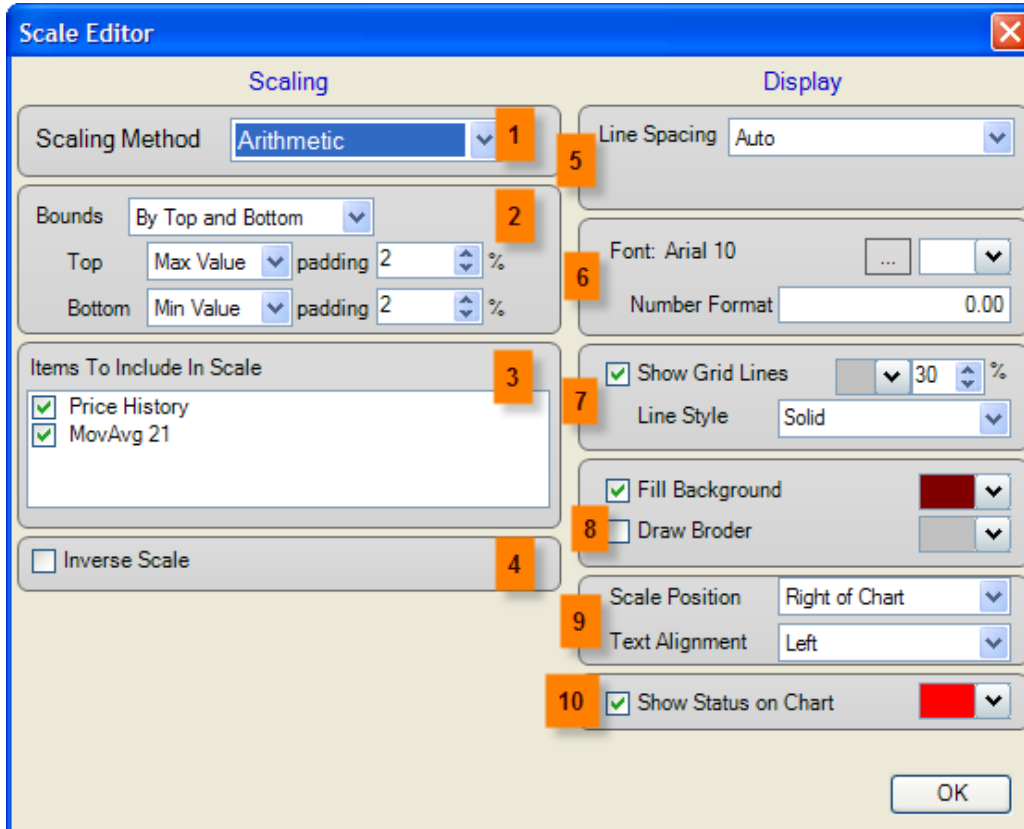 Scale Editor
Scaling
Scaling Method Arithmetic 1
Bounds By Top and Bottom 2
Top Max Value padding 2 %
Bottom Min Value padding 2 %
Items To Include In Scale 3
Price History
MovAvg 21
Inverse Scale 4
Display
Line Spacing Auto
5
Font: Arial 10 ...
6
Number Format 0.00
Show Grid Lines 30 %
7
Line Style Solid
Fill Background
8 Draw Broder
Scale Position Right of Chart
9
Text Alignment Left
10 Show Status on Chart
OK